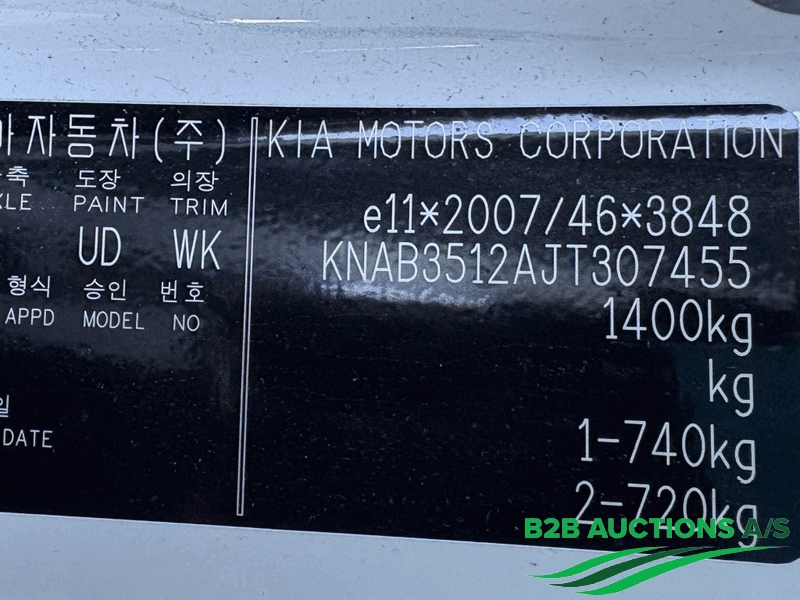 자동차(주)
축 도장 의장
PAINT TRIM
UD WK
형식 승인 번호
APPD MODEL NO
일
DATE
KIA MOTORS CORPORATION
e11*2007/46*3848
KNAB3512AJT307455
1400kg
kg
1-740kg
2-720kg
B2B AUCTIONS A/S